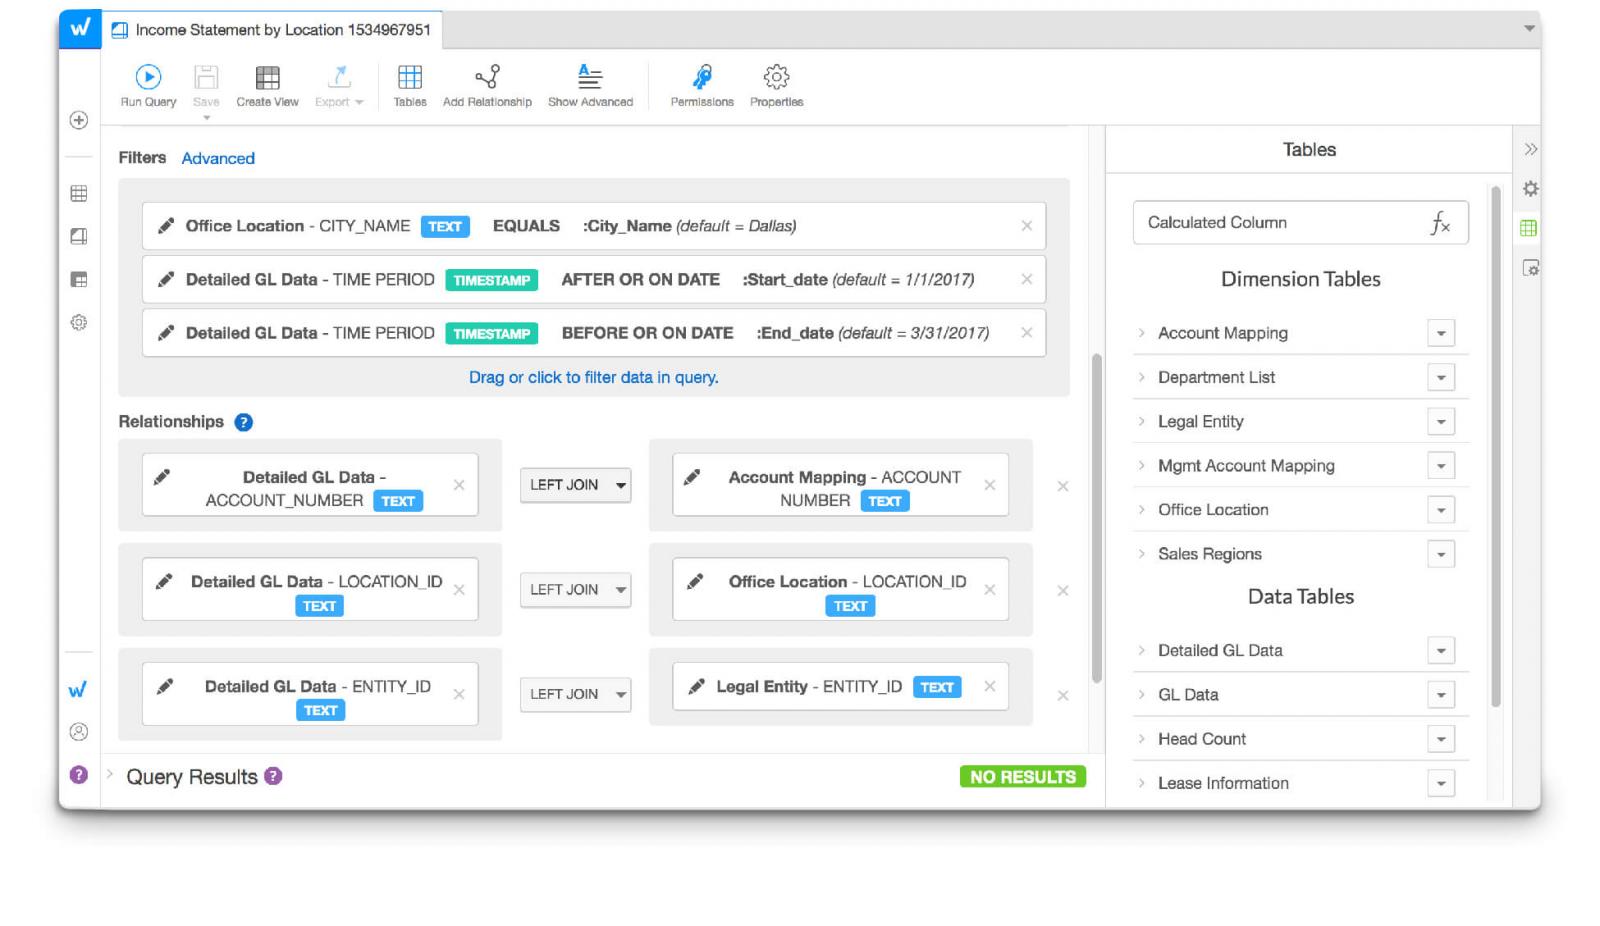 Income Statement by Location 1534967951
Run Query
Save
Create View
Export
Tables
Add Relationship
Show Advanced
Permissions
Properties
Filters Advanced
Office Location - CITY_NAME TEXT EQUALS :City_Name (default = Dallas)
Detailed GL Data - TIME PERIOD TIMESTAMP AFTER OR ON DATE :Start_date (default = 1/1/2017)
Detailed GL Data - TIME PERIOD TIMESTAMP BEFORE OR ON DATE :End_date (default = 3/31/2017)
Drag or click to filter data in query.
Relationships ?
Detailed GL Data -
ACCOUNT_NUMBER TEXT
LEFT JOIN
Account Mapping - ACCOUNT
NUMBER TEXT
Detailed GL Data - LOCATION_ID
TEXT
LEFT JOIN
Office Location - LOCATION_ID
TEXT
Detailed GL Data - ENTITY_ID
TEXT
LEFT JOIN
Legal Entity - ENTITY_ID TEXT
Query Results ?
NO RESULTS
Tables
Calculated Column fx
Dimension Tables
Account Mapping
Department List
Legal Entity
Mgmt Account Mapping
Office Location
Sales Regions
Data Tables
Detailed GL Data
GL Data
Head Count
Lease Information